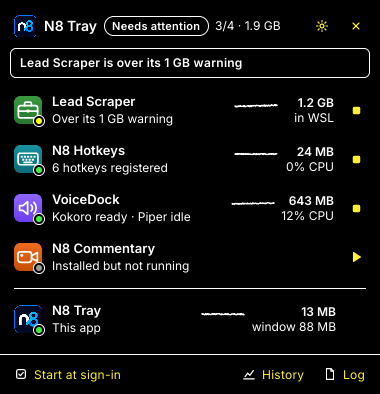 n8 N8 Tray Needs attention 3/4 · 1.9 GB
Lead Scraper is over its 1 GB warning
Lead Scraper 1.2 GB
Over its 1 GB warning in WSL
N8 Hotkeys 24 MB
6 hotkeys registered 0% CPU
VoiceDock 643 MB
Kokoro ready · Piper idle 12% CPU
N8 Commentary
Installed but not running
n8 N8 Tray 13 MB
This app window 88 MB
Start at sign-in History Log